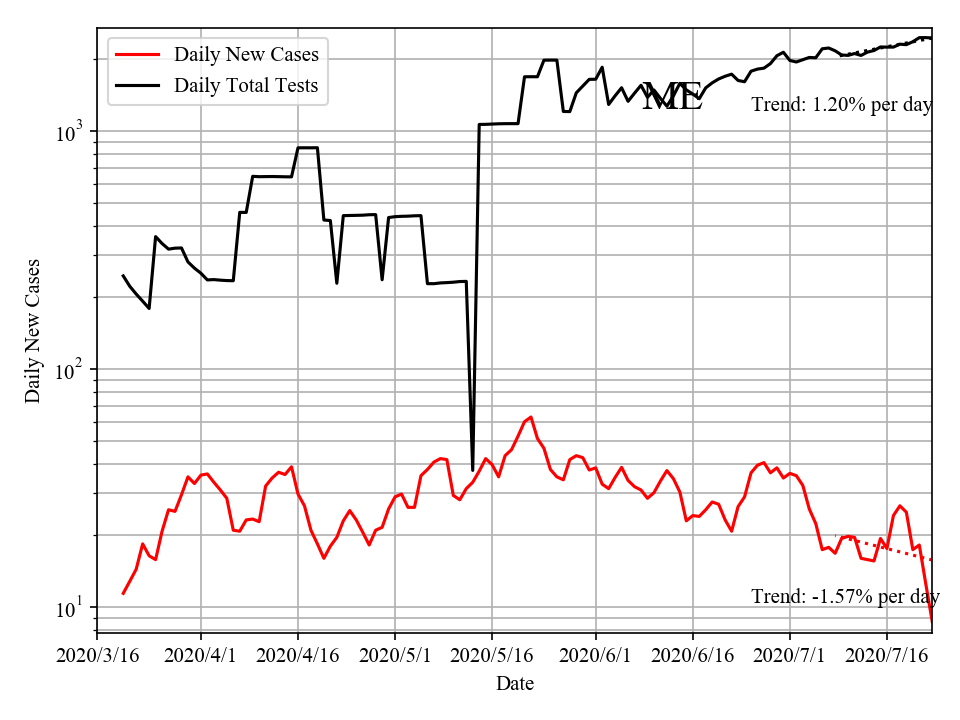 Daily New Cases
Daily Total Tests
ME
Trend: 1.20% per day
10³
10²
10¹
Daily New Cases
Trend: -1.57% per day
2020/3/16 2020/4/1 2020/4/16 2020/5/1 2020/5/16 2020/6/1 2020/6/16 2020/7/1 2020/7/16
Date